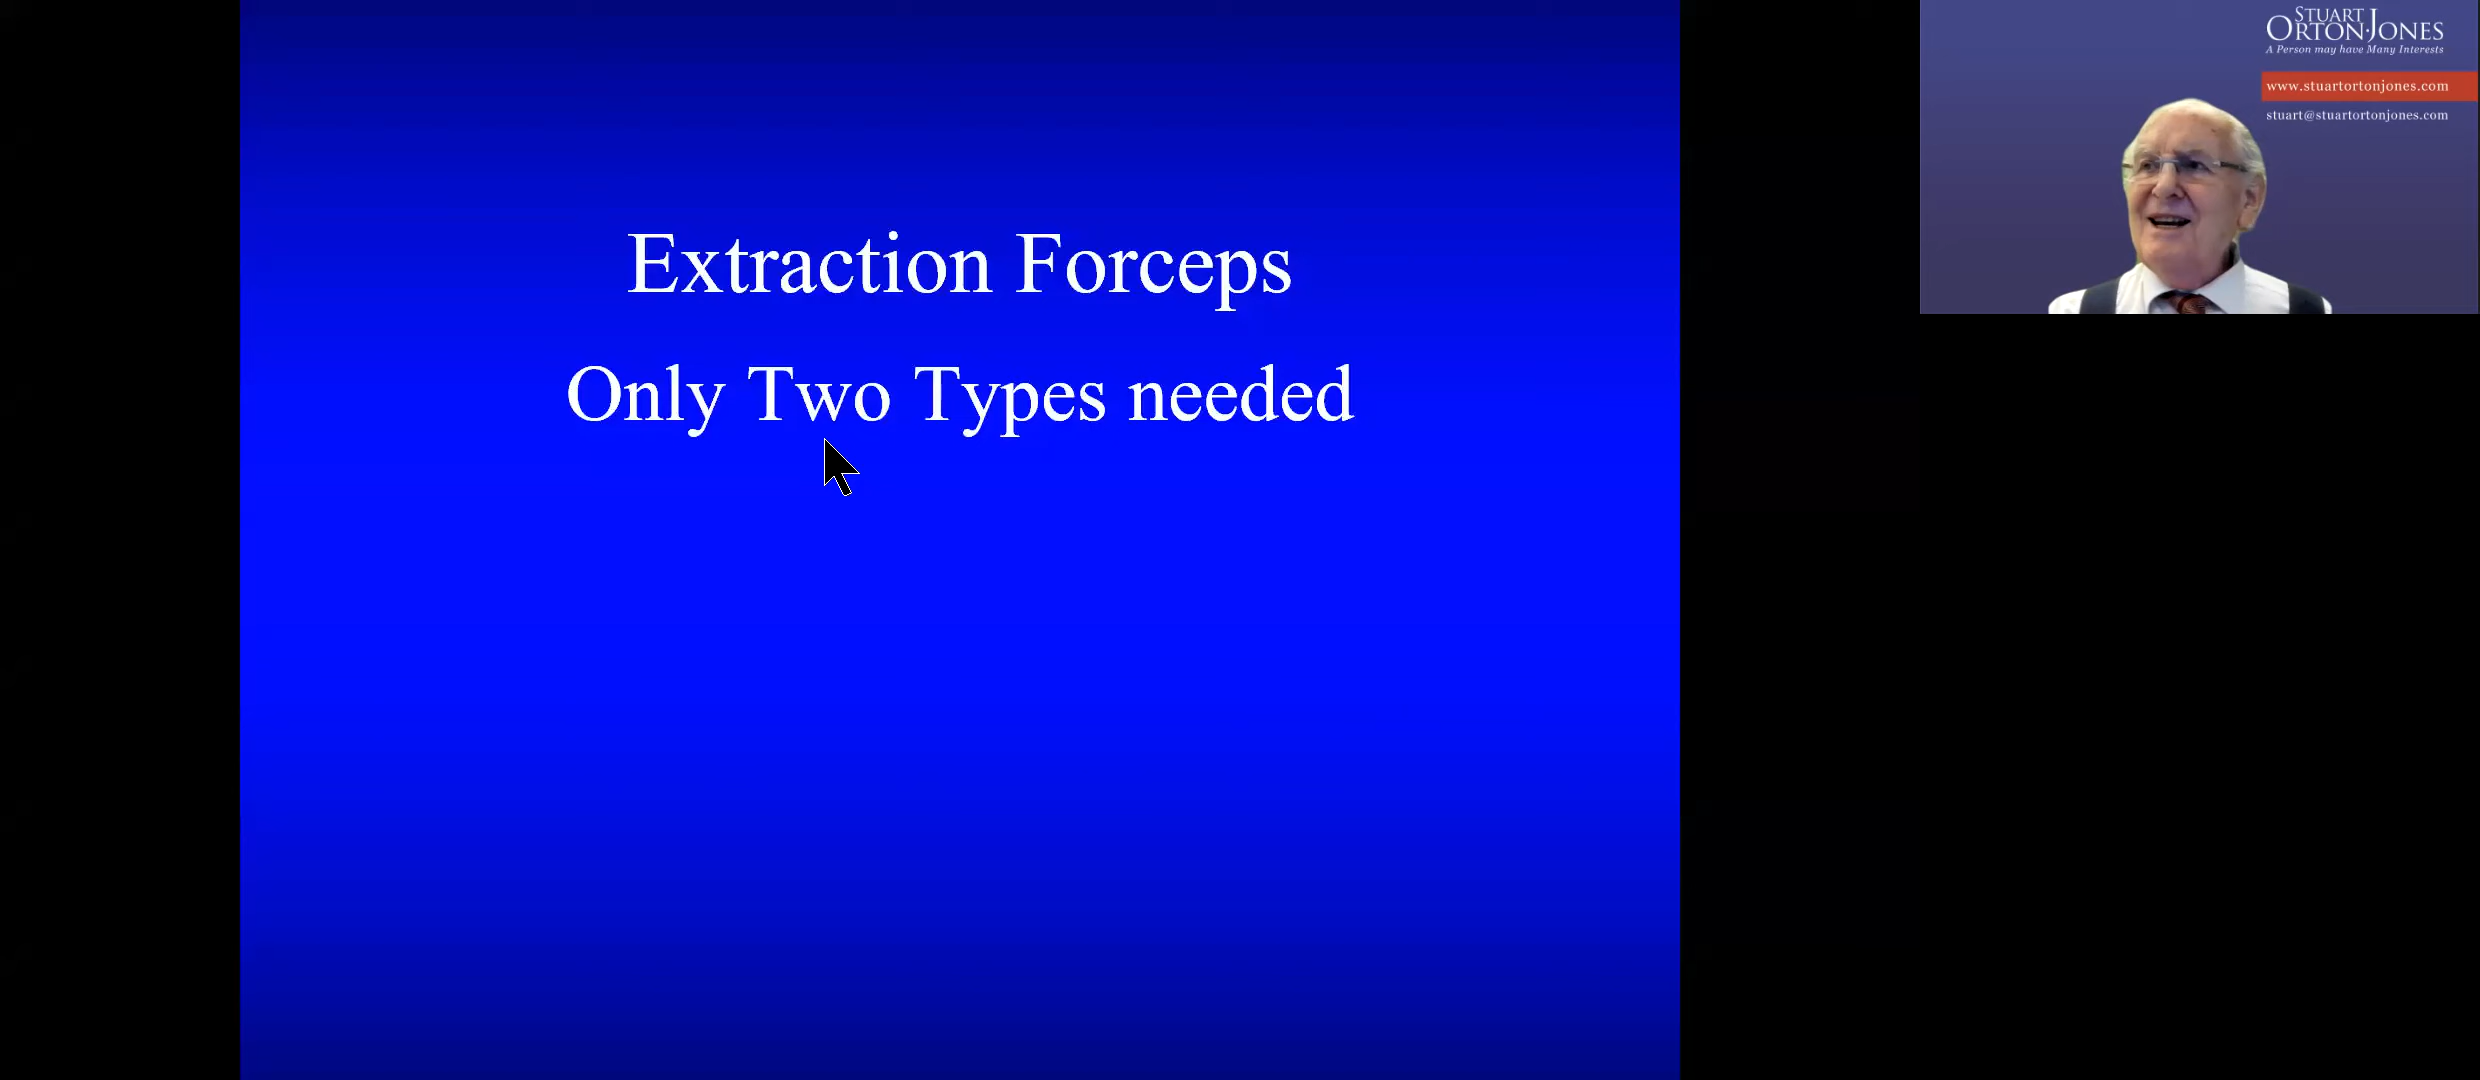 Extraction Forceps
Only Two Types needed
STUART
ORTON-JONES
A Person may have Many Interests
www.stuartortonjones.com
stuart@stuartortonjones.com